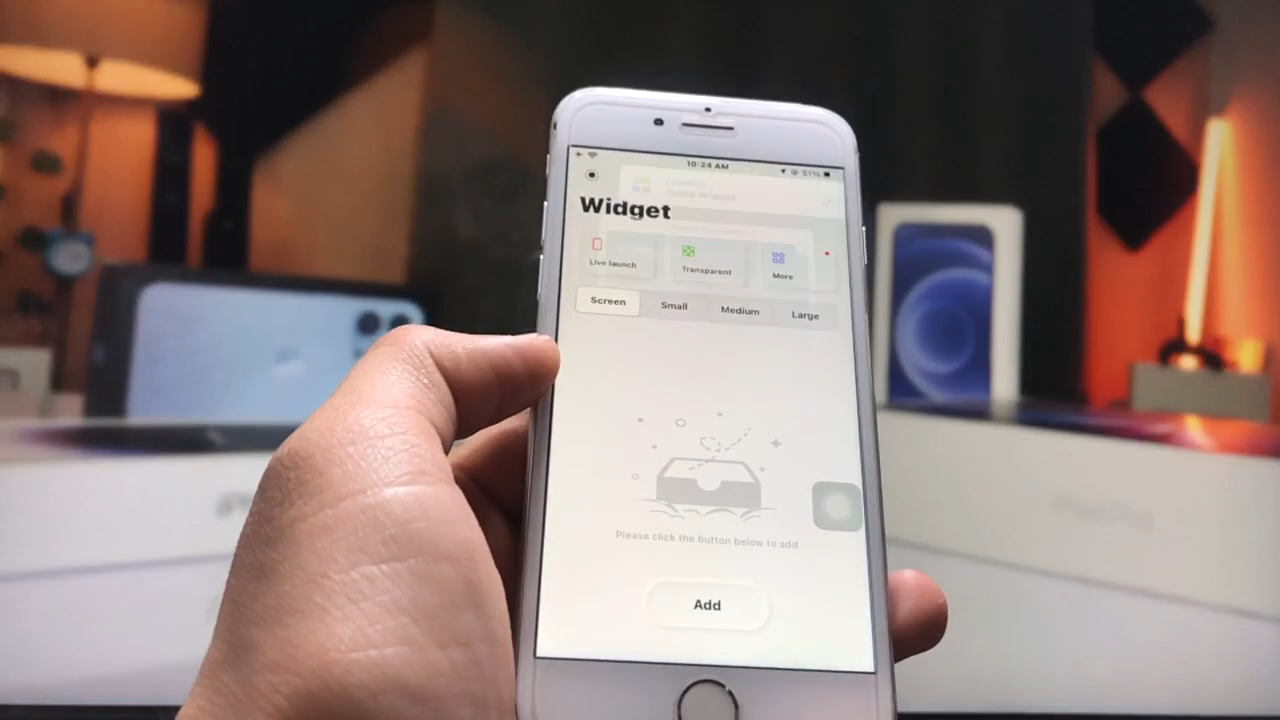 10:24 AM
51%
Widget
Live launch
Transparent
More
Screen
Small
Medium
Large
Please click the button below to add
Add